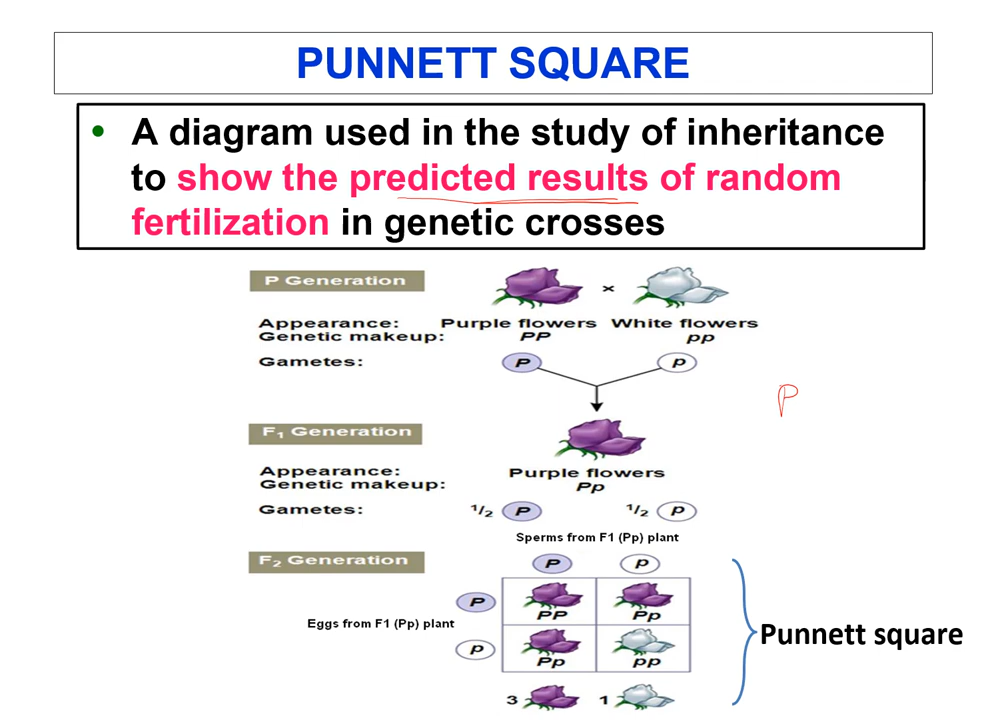 PUNNETT SQUARE
• A diagram used in the study of inheritance
to show the predicted results of random
fertilization in genetic crosses
P Generation
×
Appearance: Purple flowers White flowers
Genetic makeup: PP pp
Gametes: P p
P
F₁ Generation
Appearance: Purple flowers
Genetic makeup: Pp
Gametes: 1/2 P 1/2 p
Sperms from F1 (Pp) plant
F₂ Generation P p
P PP Pp
Eggs from F1 (Pp) plant
p Pp pp
Punnett square
3 1